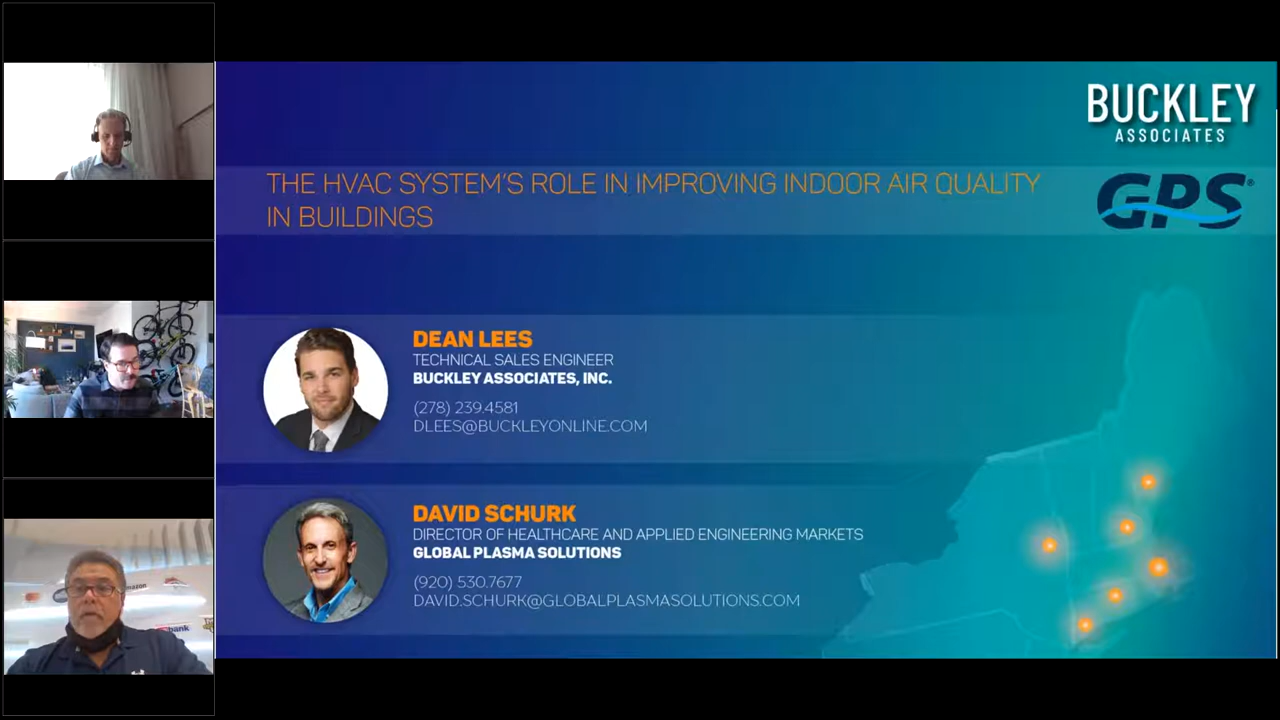 BUCKLEY
ASSOCIATES
THE HVAC SYSTEM'S ROLE IN IMPROVING INDOOR AIR QUALITY
IN BUILDINGS
GPS®
DEAN LEES
TECHNICAL SALES ENGINEER
BUCKLEY ASSOCIATES, INC.
(278) 239.4581
DLEES@BUCKLEYONLINE.COM
DAVID SCHURK
DIRECTOR OF HEALTHCARE AND APPLIED ENGINEERING MARKETS
GLOBAL PLASMA SOLUTIONS
(920) 530.7677
DAVID.SCHURK@GLOBALPLASMASOLUTIONS.COM